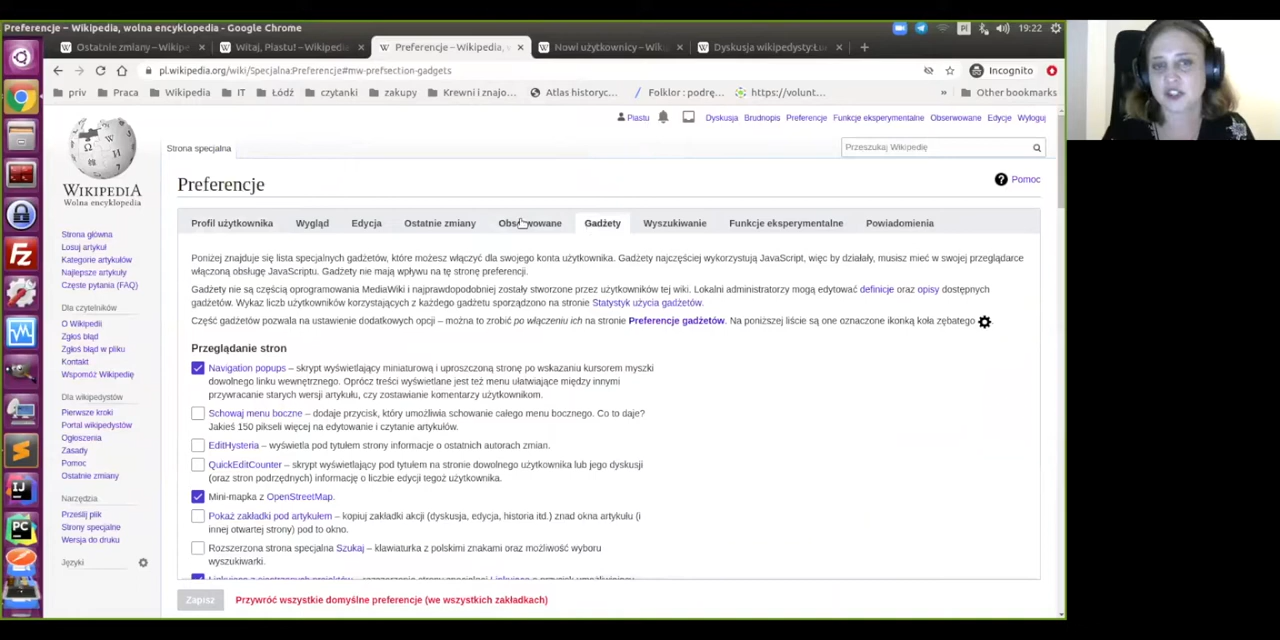 Preferencje – Wikipedia, wolna encyklopedia - Google Chrome
Pl
19:22
Ostatnie zmiany – Wikipe
Witaj, Piastu! – Wikipedi
Preferencje – Wikipedia,
Nowi użytkownicy – Wiku
Dyskusja wikipedysty:Lu
pl.wikipedia.org/wiki/Specjalna:Preferencje#mw-prefsection-gadgets
Incognito
priv
Praca
Wikipedia
IT
Łódź
czytanki
zakupy
Krewni i znajo...
Atlas historyc...
Folklor : podrę...
https://volunt...
»
Other bookmarks
Piastu
Dyskusja
Brudnopis
Preferencje
Funkcje eksperymentalne
Obserwowane
Edycje
Wyloguj
Strona specjalna
Przeszukaj Wikipedię
WIKIPEDIA
Wolna encyklopedia
Preferencje
Pomoc
Profil użytkownika
Wygląd
Edycja
Ostatnie zmiany
Obserwowane
Gadżety
Wyszukiwanie
Funkcje eksperymentalne
Powiadomienia
Strona główna
Losuj artykuł
Kategorie artykułów
Najlepsze artykuły
Częste pytania (FAQ)
Dla czytelników
O Wikipedii
Zgłoś błąd
Zgłoś błąd w pliku
Kontakt
Wspomóż Wikipedię
Dla wikipedystów
Pierwsze kroki
Portal wikipedystów
Ogłoszenia
Zasady
Pomoc
Ostatnie zmiany
Narzędzia
Prześlij plik
Strony specjalne
Wersja do druku
Języki
Poniżej znajduje się lista specjalnych gadżetów, które możesz włączyć dla swojego konta użytkownika. Gadżety najczęściej wykorzystują JavaScript, więc by działały, musisz mieć w swojej przeglądarce
włączoną obsługę JavaScriptu. Gadżety nie mają wpływu na tę stronę preferencji.
Gadżety nie są częścią oprogramowania MediaWiki i najprawdopodobniej zostały stworzone przez użytkowników tej wiki. Lokalni administratorzy mogą edytować definicje oraz opisy dostępnych
gadżetów. Wykaz liczb użytkowników korzystających z każdego gadżetu sporządzono na stronie Statystyk użycia gadżetów.
Część gadżetów pozwala na ustawienie dodatkowych opcji – można to zrobić po włączeniu ich na stronie Preferencje gadżetów. Na poniższej liście są one oznaczone ikonką koła zębatego
Przeglądanie stron
Navigation popups – skrypt wyświetlający miniaturową i uproszczoną stronę po wskazaniu kursorem myszki
dowolnego linku wewnętrznego. Oprócz treści wyświetlane jest też menu ułatwiające między innymi
przywracanie starych wersji artykułu, czy zostawianie komentarzy użytkownikom.
Schowaj menu boczne – dodaje przycisk, który umożliwia schowanie całego menu bocznego. Co to daje?
Jakieś 150 pikseli więcej na edytowanie i czytanie artykułów.
EditHysteria – wyświetla pod tytułem strony informacje o ostatnich autorach zmian.
QuickEditCounter – skrypt wyświetlający pod tytułem na stronie dowolnego użytkownika lub jego dyskusji
(oraz stron podrzędnych) informację o liczbie edycji tegoż użytkownika.
Mini-mapka z OpenStreetMap.
Pokaż zakładki pod artykułem – kopiuj zakładki akcji (dyskusja, edycja, historia itd.) znad okna artykułu (i
innej otwartej strony) pod to okno.
Rozszerzona strona specjalna Szukaj – klawiaturka z polskimi znakami oraz możliwość wyboru
wyszukiwarki.
Zapisz
Przywróć wszystkie domyślne preferencje (we wszystkich zakładkach)